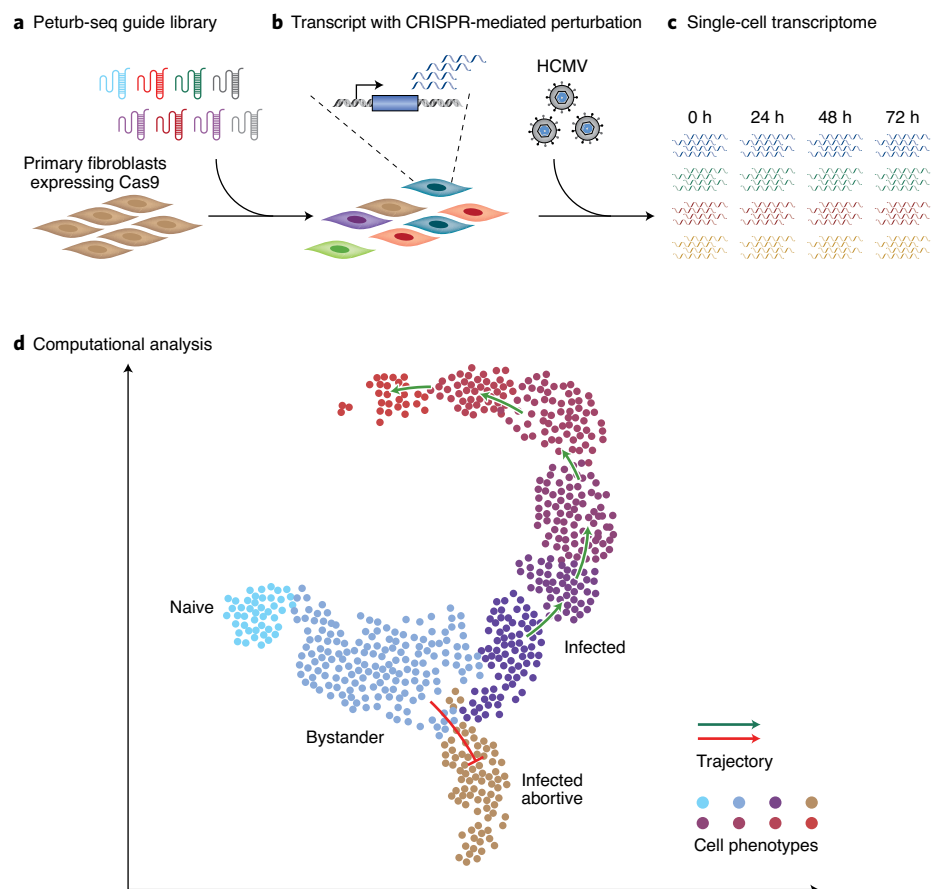 a Peturb-seq guide library
b Transcript with CRISPR-mediated perturbation
c Single-cell transcriptome
HCMV
0 h 24 h 48 h 72 h
Primary fibroblasts
expressing Cas9
d Computational analysis
Naive
Infected
Bystander
Infected
abortive
Trajectory
Cell phenotypes